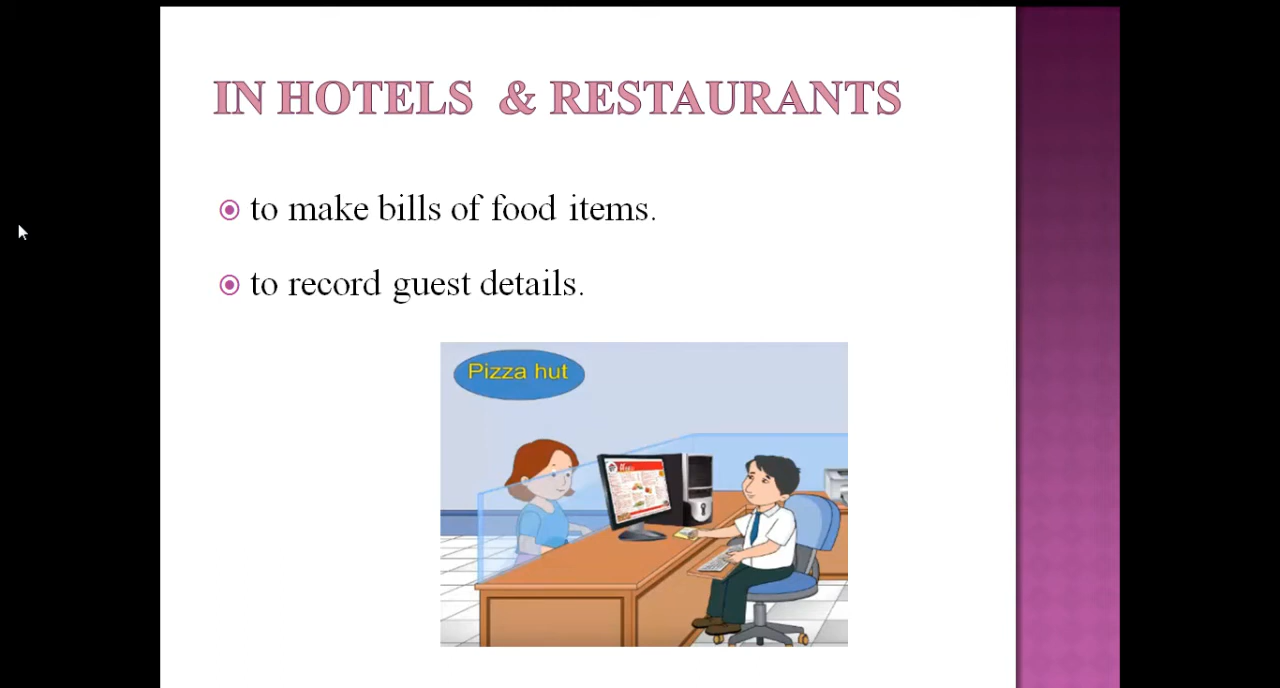 IN HOTELS & RESTAURANTS
to make bills of food items.
to record guest details.
Pizza hut